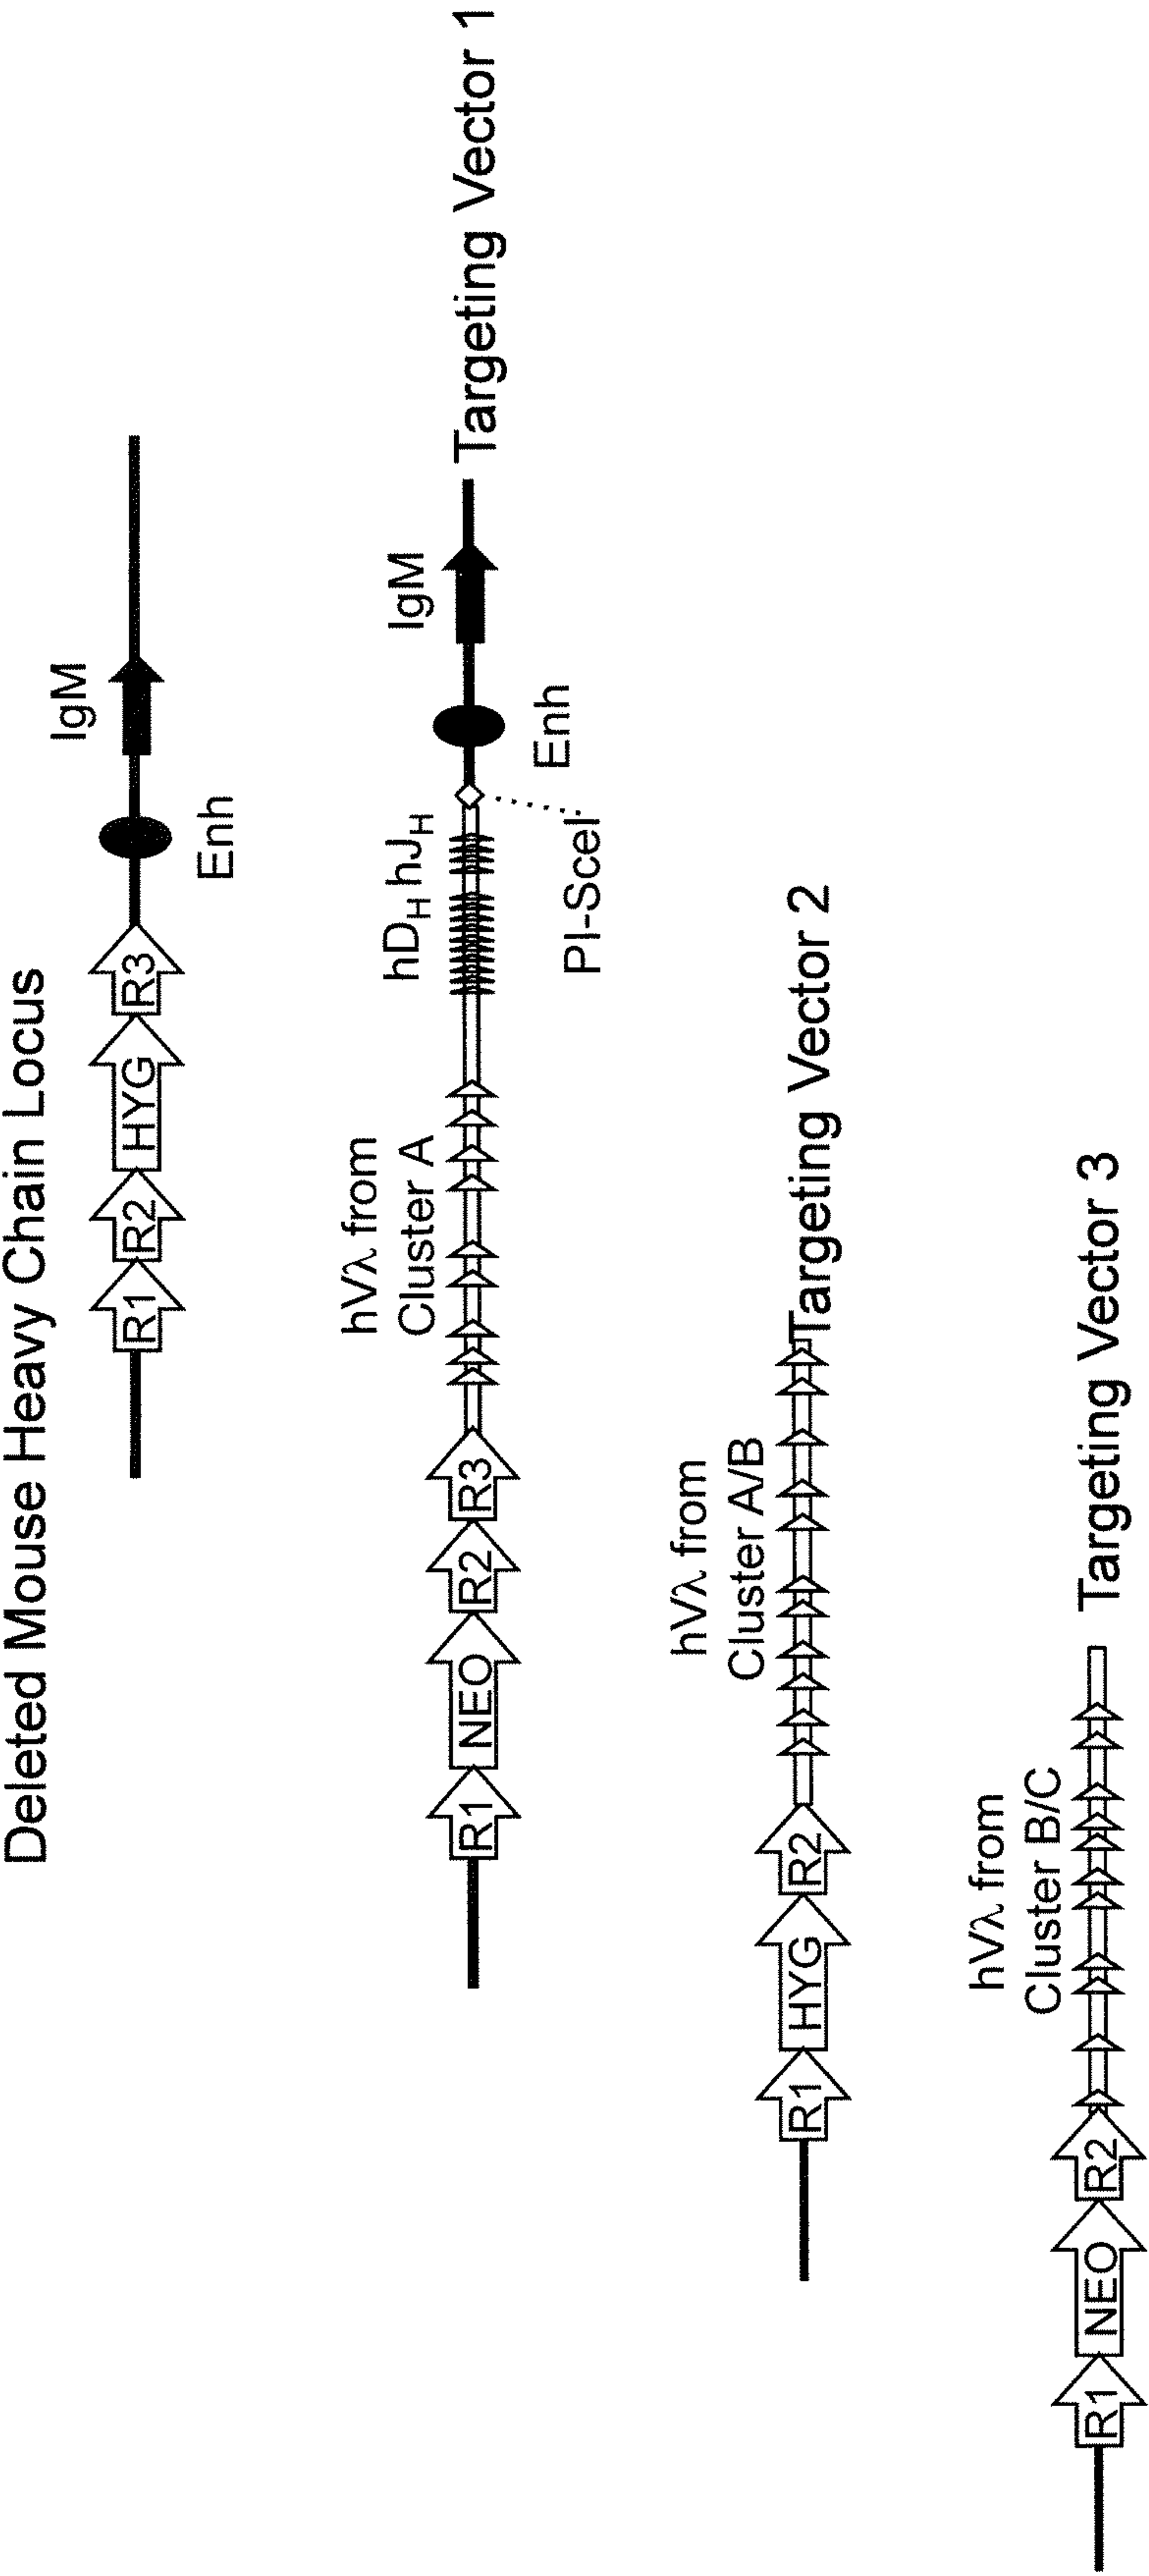 Deleted Mouse Heavy Chain Locus
IgM
R1 R2 HYG R3
Enh
hVλ from
Cluster A
hDH hJH
IgM
R1 NEO R2 R3
PI-SceI
Enh
Targeting Vector 1
hVλ from
Cluster A/B
R1 HYG R2
Targeting Vector 2
hVλ from
Cluster B/C
R1 NEO R2
Targeting Vector 3